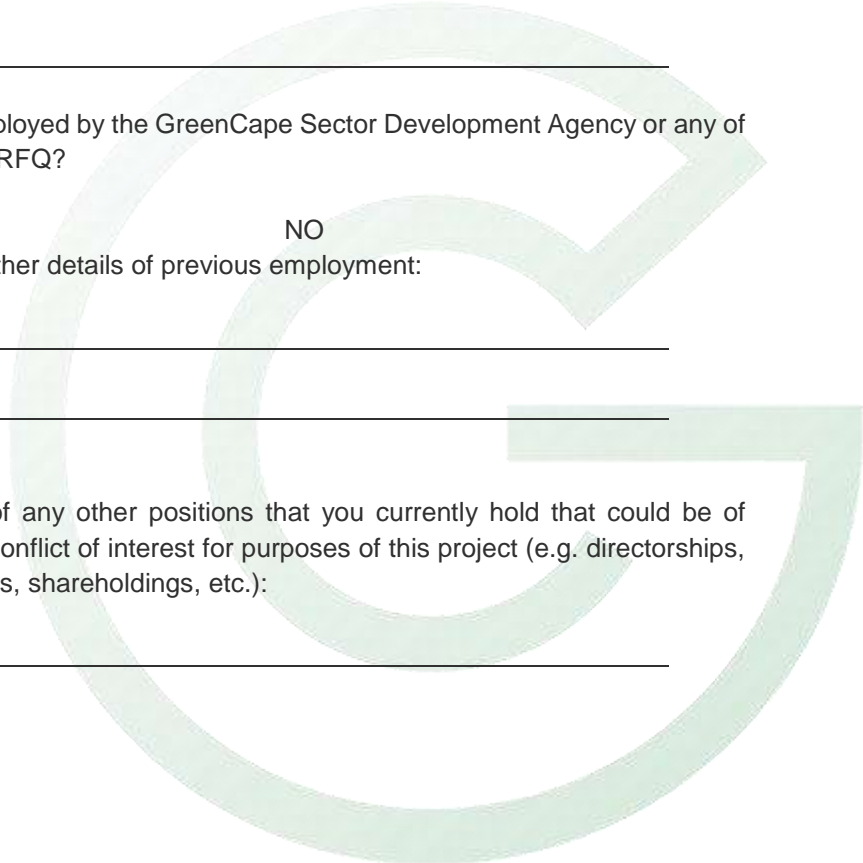 ployed by the GreenCape Sector Development Agency or any of
RFQ?
NO
ther details of previous employment:
of any other positions that you currently hold that could be of
onflict of interest for purposes of this project (e.g. directorships,
s, shareholdings, etc.):